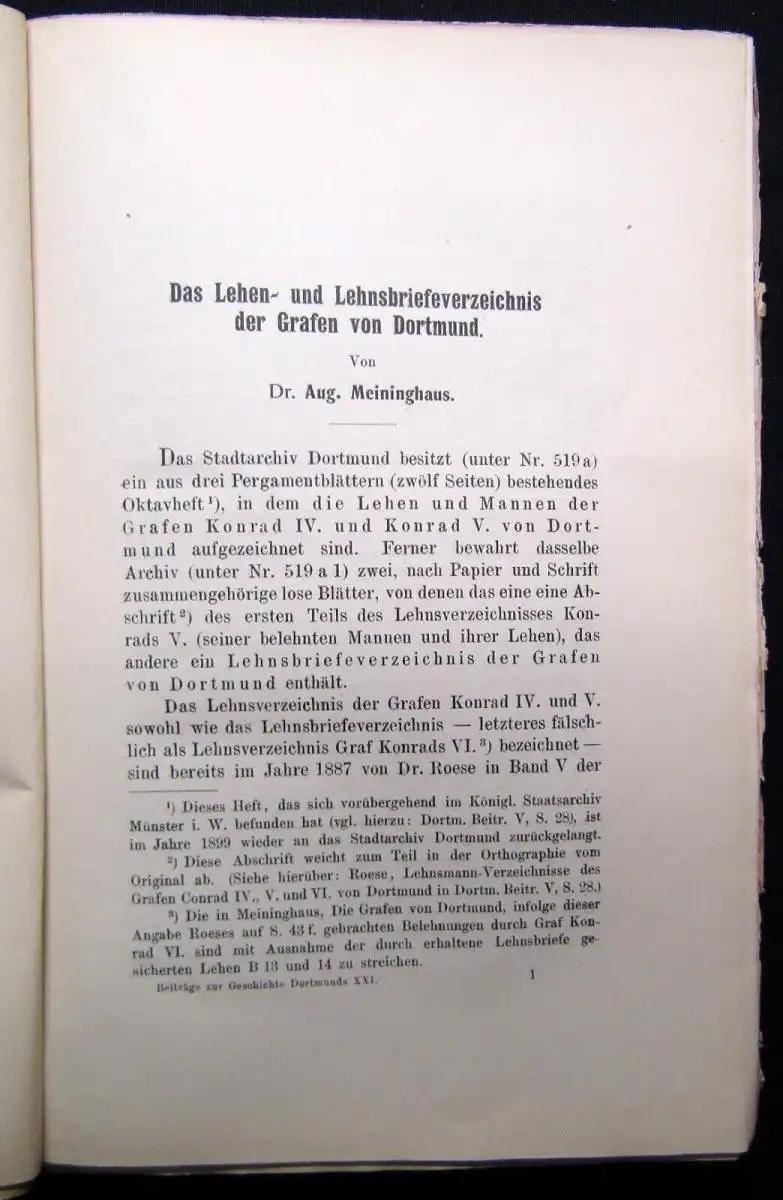 Das Lehen- und Lehnsbriefeverzeichnis
der Grafen von Dortmund.
Von
Dr. Aug. Meininghaus.
Das Stadtarchiv Dortmund besitzt (unter Nr. 519a)
ein aus drei Pergamentblättern (zwölf Seiten) bestehendes
Oktavheft¹), in dem die Lehen und Mannen der
Grafen Konrad IV. und Konrad V. von Dort-
mund aufgezeichnet sind. Ferner bewahrt dasselbe
Archiv (unter Nr. 519 a 1) zwei, nach Papier und Schrift
zusammengehörige lose Blätter, von denen das eine eine Ab-
schrift²) des ersten Teils des Lehnsverzeichnisses Kon-
rads V. (seiner belehnten Mannen und ihrer Lehen), das
andere ein Lehnsbriefeverzeichnis der Grafen
von Dortmund enthält.
Das Lehnsverzeichnis der Grafen Konrad IV. und V.
sowohl wie das Lehnsbriefeverzeichnis — letzteres fälsch-
lich als Lehnsverzeichnis Graf Konrads VI.³) bezeichnet —
sind bereits im Jahre 1887 von Dr. Roese in Band V der
¹) Dieses Heft, das sich vorübergehend im Königl. Staatsarchiv
Münster i. W. befunden hat (vgl. hierzu: Dortm. Beitr. V, S. 28), ist
im Jahre 1899 wieder an das Stadtarchiv Dortmund zurückgelangt.
²) Diese Abschrift weicht zum Teil in der Orthographie vom
Original ab. (Siehe hierüber: Roese, Lehnsmann-Verzeichnisse des
Grafen Conrad IV., V. und VI. von Dortmund in Dortm. Beitr. V, S. 28.)
³) Die in Meininghaus, Die Grafen von Dortmund, infolge dieser
Angabe Roeses auf S. 43 f. gebrachten Belehnungen durch Graf Kon-
rad VI. sind mit Ausnahme der durch erhaltene Lehnsbriefe ge-
sicherten Lehen B 13 und 14 zu streichen.
Beiträge zur Geschichte Dortmunds XXI.
1